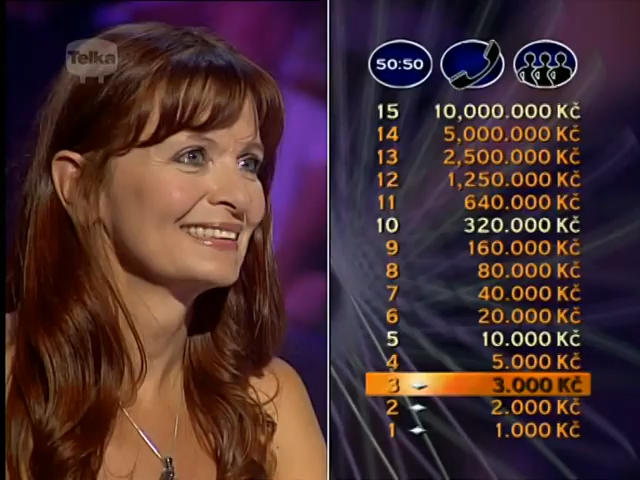 Telka
50:50
15 10,000.000 Kč
14 5,000.000 Kč
13 2,500.000 Kč
12 1,250.000 Kč
11 640.000 Kč
10 320.000 Kč
9 160.000 Kč
8 80.000 Kč
7 40.000 Kč
6 20.000 Kč
5 10.000 Kč
4 5.000 Kč
3 3.000 Kč
2 2.000 Kč
1 1.000 Kč